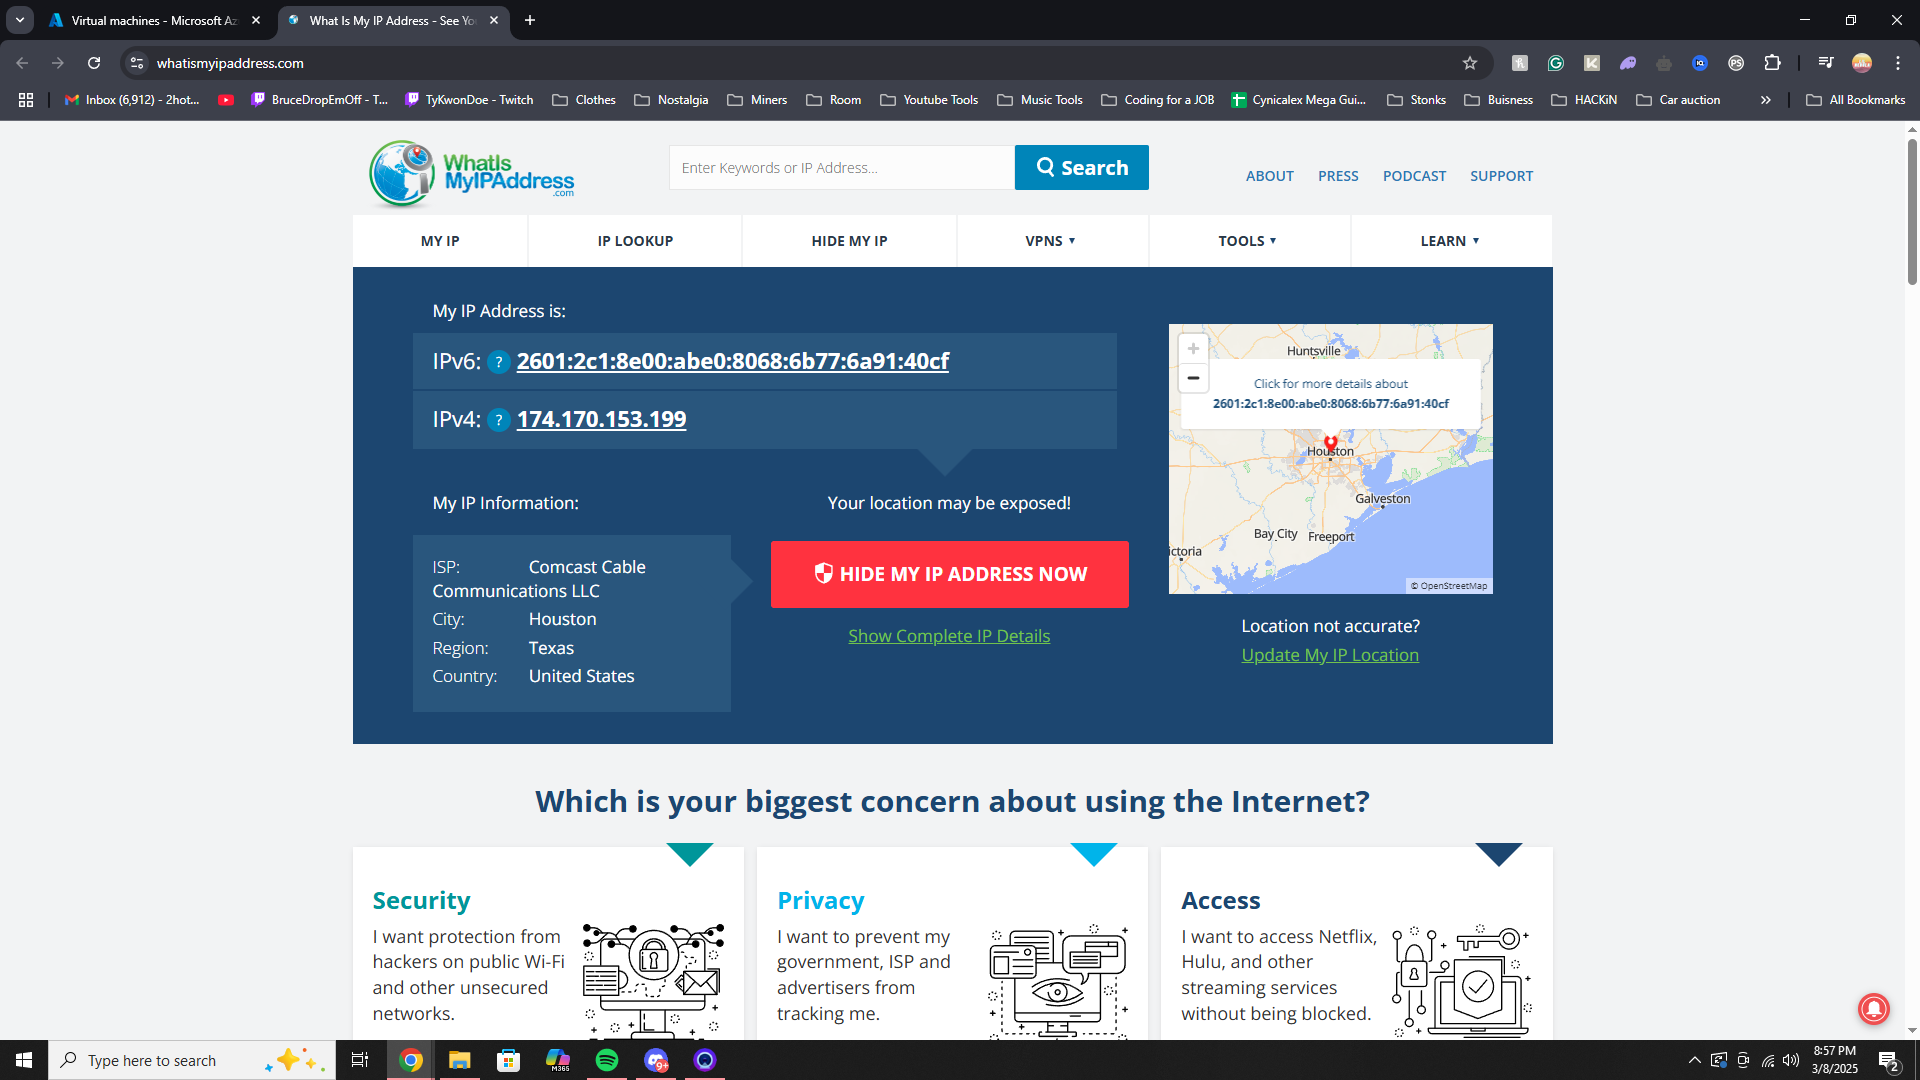 Virtual machines - Microsoft Az
What Is My IP Address - See Yo
whatismyipaddress.com
Inbox (6,912) - 2hot...
BruceDropEmOff - T...
TyKwonDoe - Twitch
Clothes
Nostalgia
Miners
Room
Youtube Tools
Music Tools
Coding for a JOB
Cynicalex Mega Gui...
Stonks
Buisness
HACKiN
Car auction
All Bookmarks
WhatIs
MyIPAddress
.com
Enter Keywords or IP Address...
Search
ABOUT
PRESS
PODCAST
SUPPORT
MY IP
IP LOOKUP
HIDE MY IP
VPNS
TOOLS
LEARN
My IP Address is:
IPv6: ? 2601:2c1:8e00:abe0:8068:6b77:6a91:40cf
IPv4: ? 174.170.153.199
My IP Information:
ISP: Comcast Cable
Communications LLC
City: Houston
Region: Texas
Country: United States
Your location may be exposed!
HIDE MY IP ADDRESS NOW
Show Complete IP Details
Huntsville
Click for more details about
2601:2c1:8e00:abe0:8068:6b77:6a91:40cf
Houston
Galveston
Bay City
Freeport
ictoria
© OpenStreetMap
Location not accurate?
Update My IP Location
Which is your biggest concern about using the Internet?
Security
I want protection from
hackers on public Wi-Fi
and other unsecured
networks.
Privacy
I want to prevent my
government, ISP and
advertisers from
tracking me.
Access
I want to access Netflix,
Hulu, and other
streaming services
without being blocked.
Type here to search
M365
9+
8:57 PM
3/8/2025
2